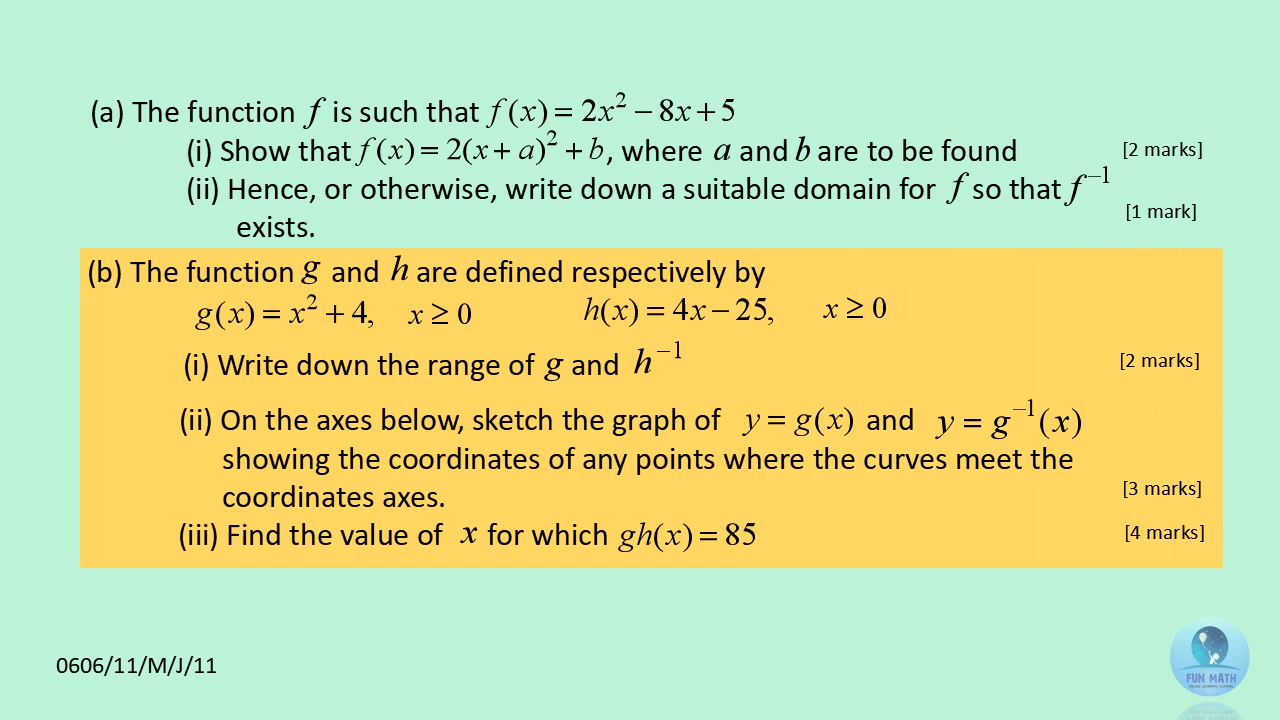 (a) The function f is such that f(x) = 2x² − 8x + 5
(i) Show that f(x) = 2(x + a)² + b, where a and b are to be found [2 marks]
(ii) Hence, or otherwise, write down a suitable domain for f so that f⁻¹
exists. [1 mark]
(b) The function g and h are defined respectively by
g(x) = x² + 4, x ≥ 0 h(x) = 4x − 25, x ≥ 0
(i) Write down the range of g and h⁻¹ [2 marks]
(ii) On the axes below, sketch the graph of y = g(x) and y = g⁻¹(x)
showing the coordinates of any points where the curves meet the
coordinates axes. [3 marks]
(iii) Find the value of x for which gh(x) = 85 [4 marks]
0606/11/M/J/11
FUN MATH
ONLINE LEARNING CHANNEL